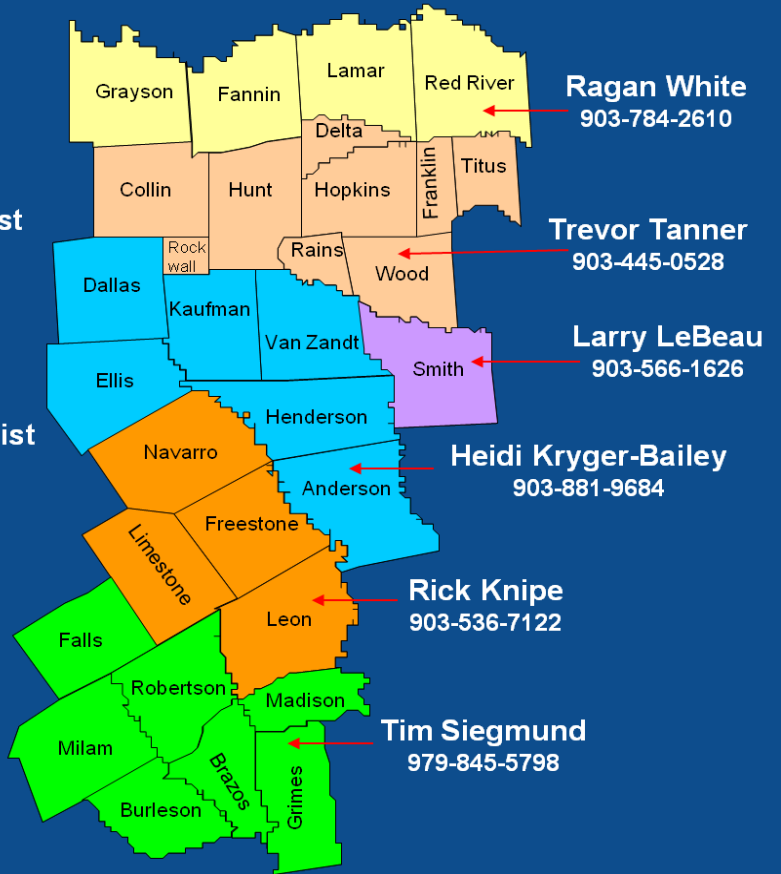 Grayson
Fannin
Lamar
Red River
Ragan White
903-784-2610
Delta
Collin
Hunt
Hopkins
Franklin
Titus
st
Rock
wall
Rains
Wood
Trevor Tanner
903-445-0528
Dallas
Kaufman
Van Zandt
Smith
Larry LeBeau
903-566-1626
Ellis
Henderson
ist
Navarro
Anderson
Heidi Kryger-Bailey
903-881-9684
Freestone
Limestone
Leon
Rick Knipe
903-536-7122
Falls
Robertson
Madison
Milam
Brazos
Grimes
Tim Siegmund
979-845-5798
Burleson